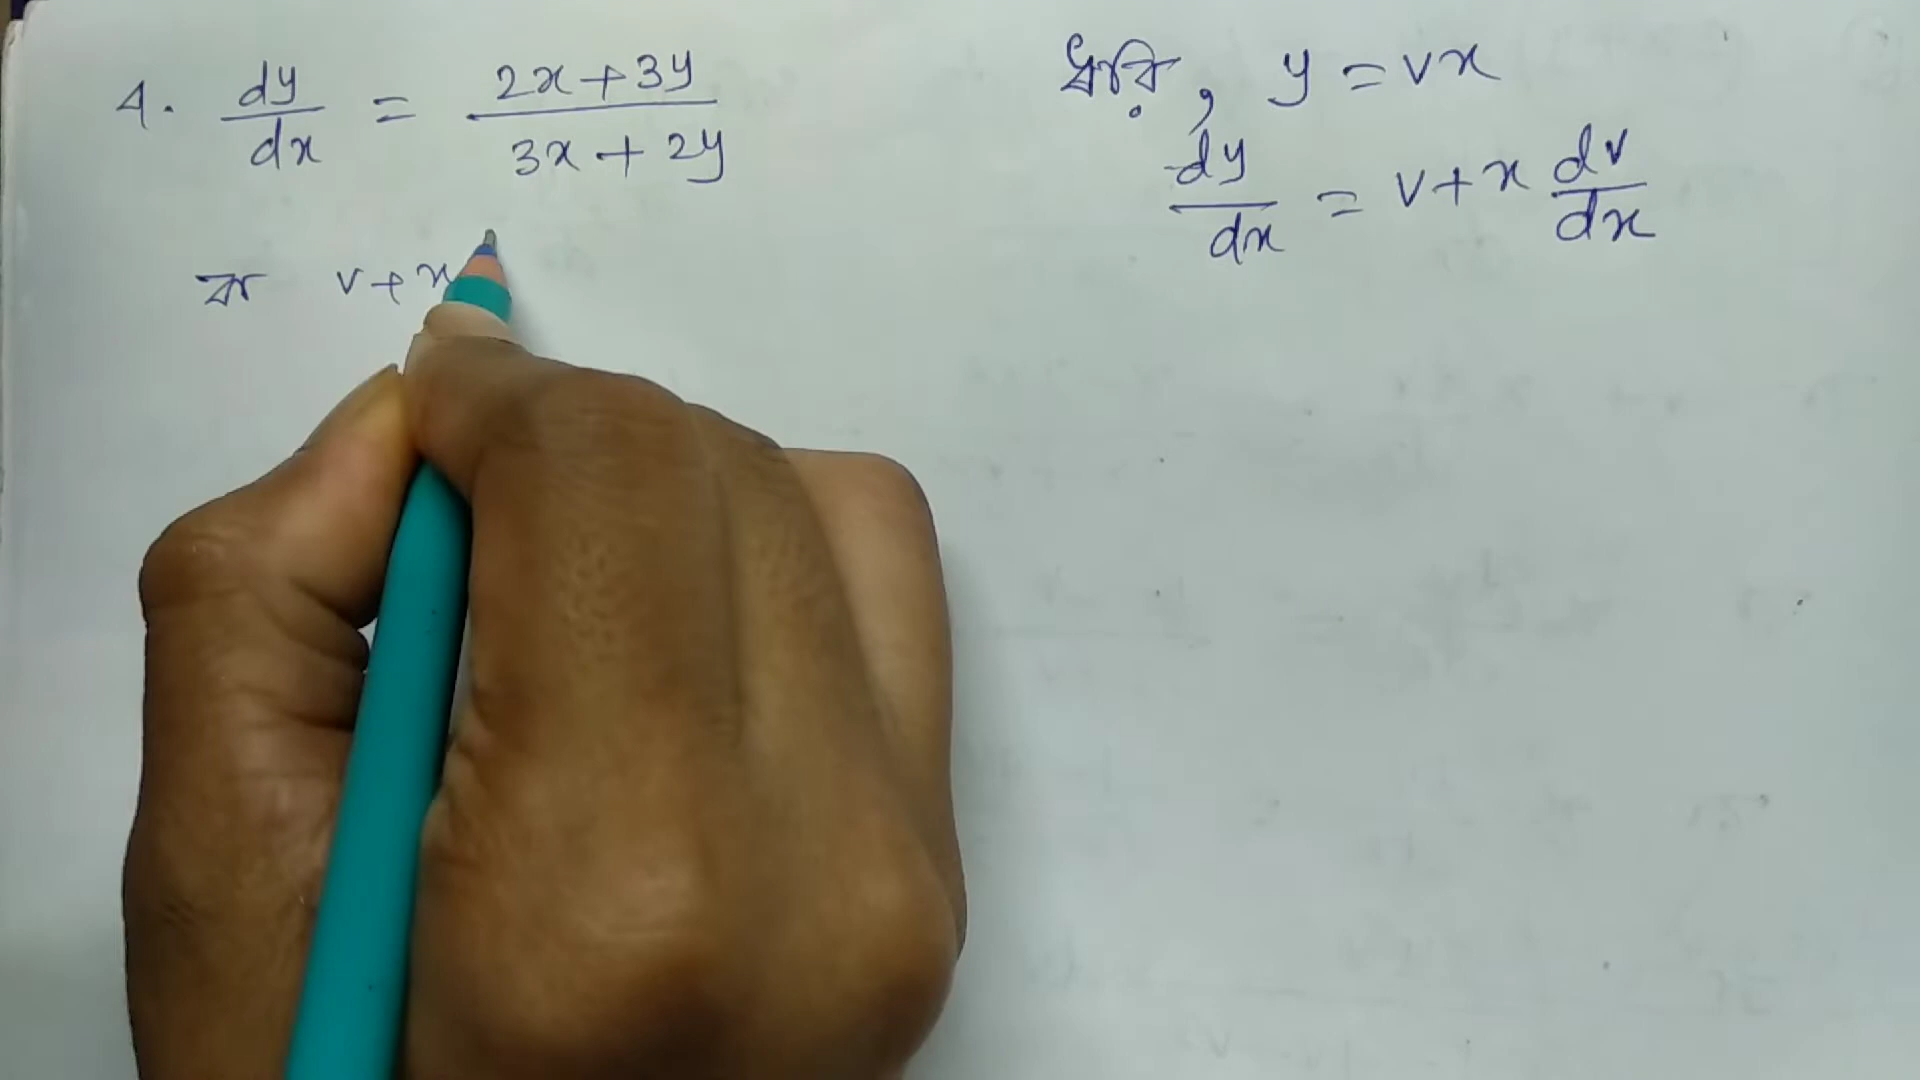 4. dy/dx = (2x+3y)/(3x+2y)
বা v+x
ধরি, y = vx
dy/dx = v+x dv/dx